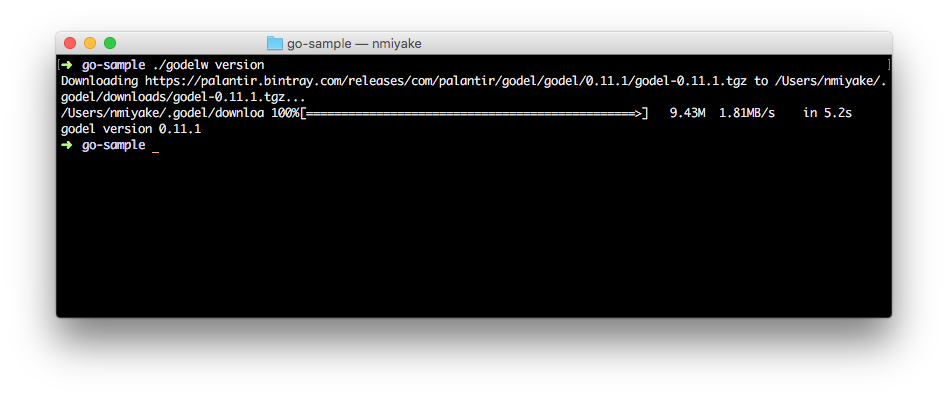 go-sample — nmiyake
[➜ go-sample ./godelw version ]
Downloading https://palantir.bintray.com/releases/com/palantir/godel/godel/0.11.1/godel-0.11.1.tgz to /Users/nmiyake/.
godel/downloads/godel-0.11.1.tgz...
/Users/nmiyake/.godel/downloa 100%[===============================================>] 9.43M 1.81MB/s in 5.2s
godel version 0.11.1
➜ go-sample _